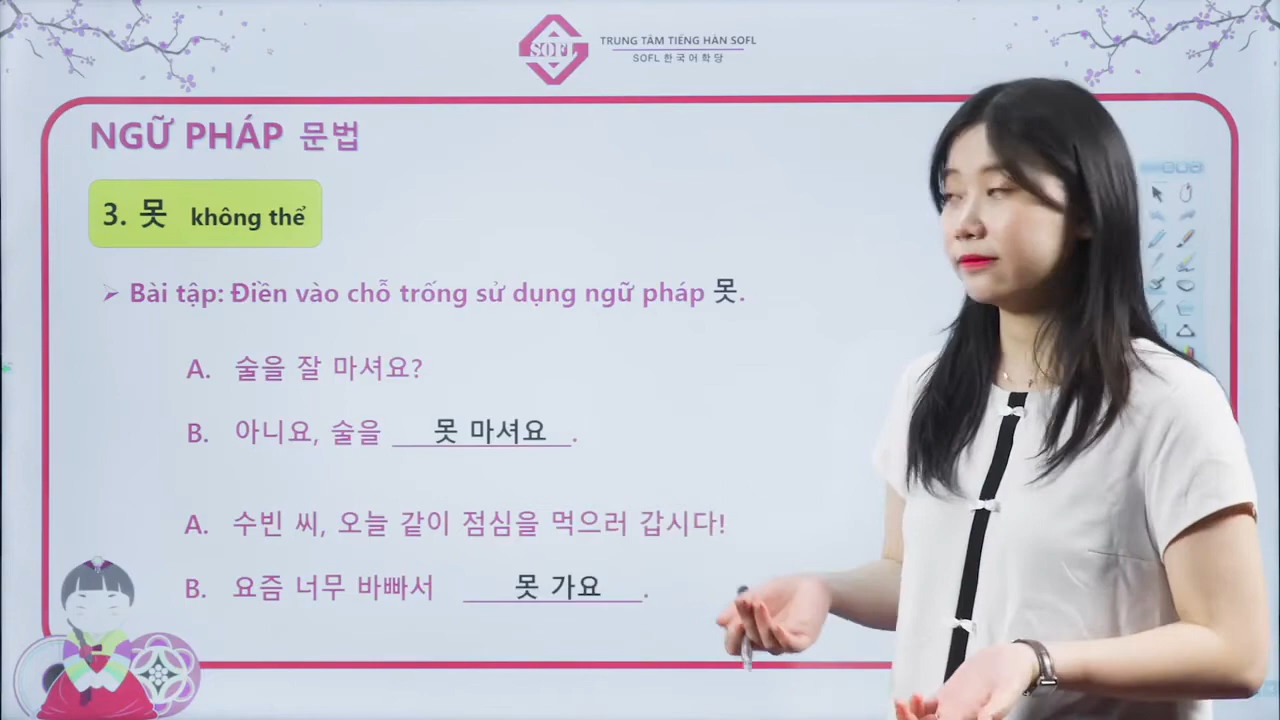 SOFL
TRUNG TÂM TIẾNG HÀN SOFL
SOFL 한국어학당
NGỮ PHÁP 문법
3. 못 không thể
➢ Bài tập: Điền vào chỗ trống sử dụng ngữ pháp 못.
A. 술을 잘 마셔요?
B. 아니요, 술을 못 마셔요.
A. 수빈 씨, 오늘 같이 점심을 먹으러 갑시다!
B. 요즘 너무 바빠서 못 가요.